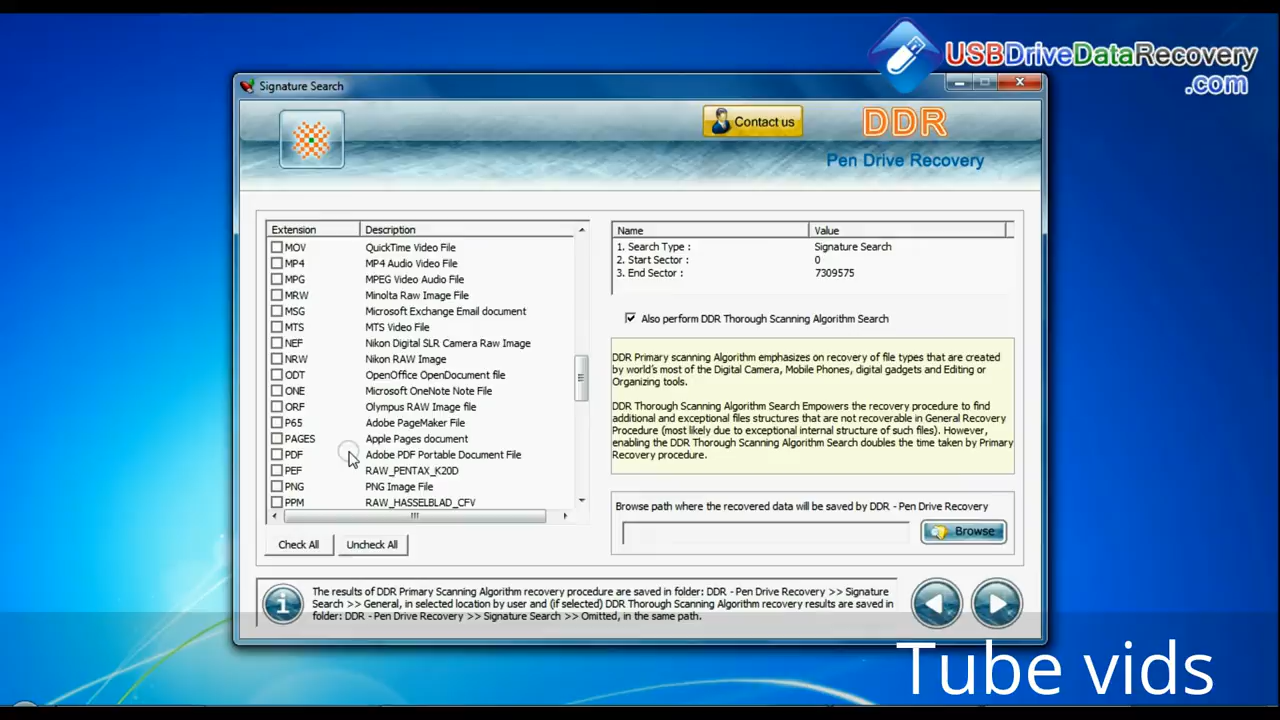 USBDriveDataRecovery
.com
Signature Search
Contact us
DDR
Pen Drive Recovery
Extension Description
MOV QuickTime Video File
MP4 MP4 Audio Video File
MPG MPEG Video Audio File
MRW Minolta Raw Image File
MSG Microsoft Exchange Email document
MTS MTS Video File
NEF Nikon Digital SLR Camera Raw Image
NRW Nikon RAW Image
ODT OpenOffice OpenDocument file
ONE Microsoft OneNote Note File
ORF Olympus RAW Image file
P65 Adobe PageMaker File
PAGES Apple Pages document
PDF Adobe PDF Portable Document File
PEF RAW_PENTAX_K20D
PNG PNG Image File
PPM RAW_HASSELBLAD_CFV
Check All Uncheck All
Name Value
1. Search Type : Signature Search
2. Start Sector : 0
3. End Sector : 7309575
Also perform DDR Thorough Scanning Algorithm Search
DDR Primary scanning Algorithm emphasizes on recovery of file types that are created
by world's most of the Digital Camera, Mobile Phones, digital gadgets and Editing or
Organizing tools.
DDR Thorough Scanning Algorithm Search Empowers the recovery procedure to find
additional and exceptional files structures that are not recoverable in General Recovery
Procedure (most likely due to exceptional internal structure of such files). However,
enabling the DDR Thorough Scanning Algorithm Search doubles the time taken by Primary
Recovery procedure.
Browse path where the recovered data will be saved by DDR - Pen Drive Recovery
Browse
The results of DDR Primary Scanning Algorithm recovery procedure are saved in folder: DDR - Pen Drive Recovery >> Signature
Search >> General, in selected location by user and (if selected) DDR Thorough Scanning Algorithm recovery results are saved in
folder: DDR - Pen Drive Recovery >> Signature Search >> Omitted, in the same path.
Tube vids